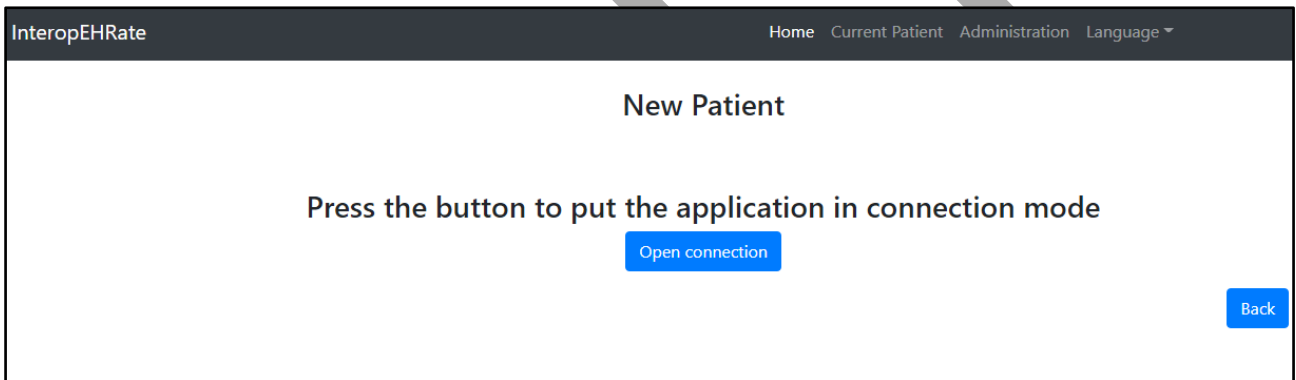 InteropEHRate Home Current Patient Administration Language
New Patient
Press the button to put the application in connection mode
Open connection
Back